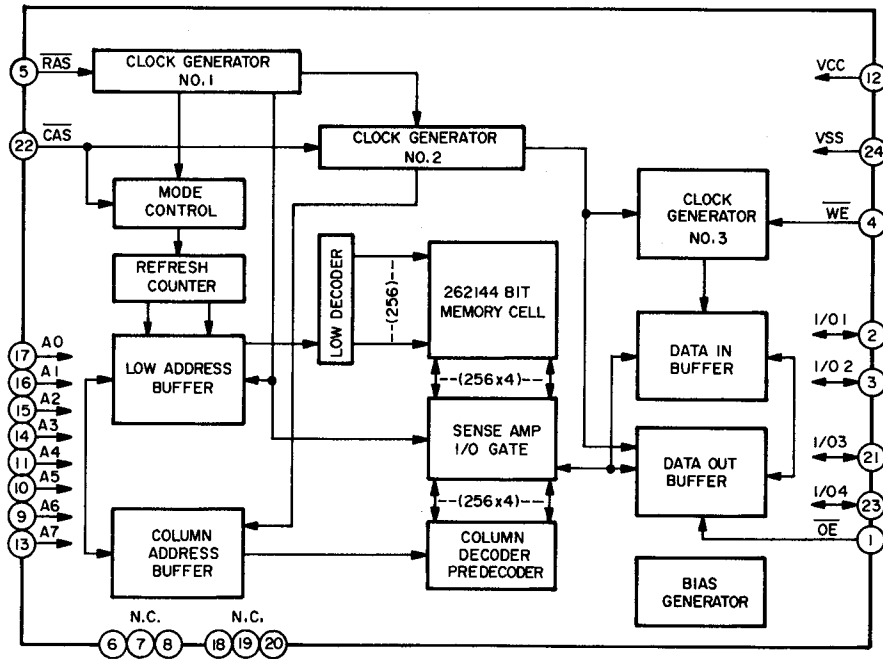 5 RAS
CLOCK GENERATOR
NO.1
VCC 12
22 CAS
CLOCK GENERATOR
NO.2
VSS 24
MODE
CONTROL
CLOCK
GENERATOR
NO.3
WE 4
REFRESH
COUNTER
LOW DECODER
--(256)--
262144 BIT
MEMORY CELL
I/O 1 2
DATA IN
BUFFER
I/O 2 3
17 A0
16 A1
15 A2
14 A3
11 A4
10 A5
9 A6
13 A7
LOW ADDRESS
BUFFER
--(256x4)--
SENSE AMP
I/O GATE
I/O3 21
DATA OUT
BUFFER
--(256x4)--
I/O4 23
OE 1
COLUMN
ADDRESS
BUFFER
COLUMN
DECODER
PREDECODER
BIAS
GENERATOR
N.C. N.C.
6 7 8 18 19 20